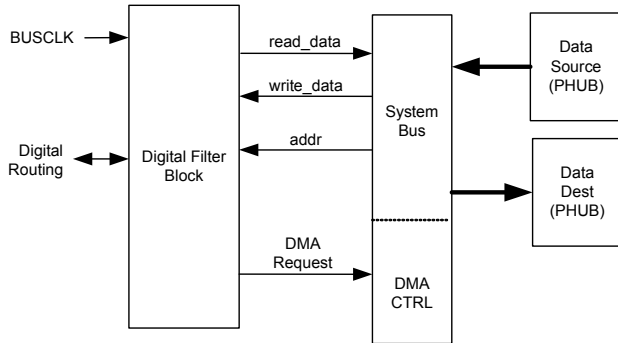 BUSCLK
Digital
Routing
Digital Filter
Block
read_data
write_data
addr
DMA
Request
System
Bus
DMA
CTRL
Data
Source
(PHUB)
Data
Dest
(PHUB)